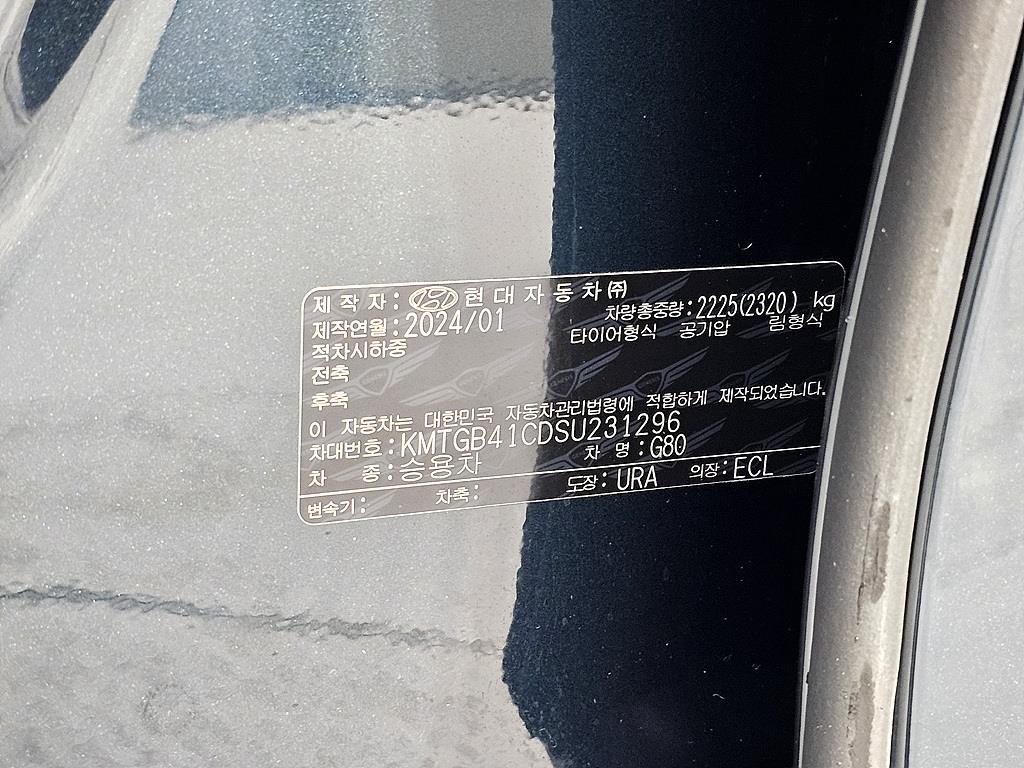 제 작 자 : 현 대 자 동 차 ㈜
제작연월 : 2024/01 차량총중량 : 2225(2320) kg
적차시하중 타이어형식 공기압 림형식
전축
후축
이 자동차는 대한민국 자동차관리법령에 적합하게 제작되었습니다.
차대번호 : KMTGB41CDSU231296
차 종 : 승용차 차 명 : G80
변속기 : 차축 : 도장 : URA 의장 : ECL